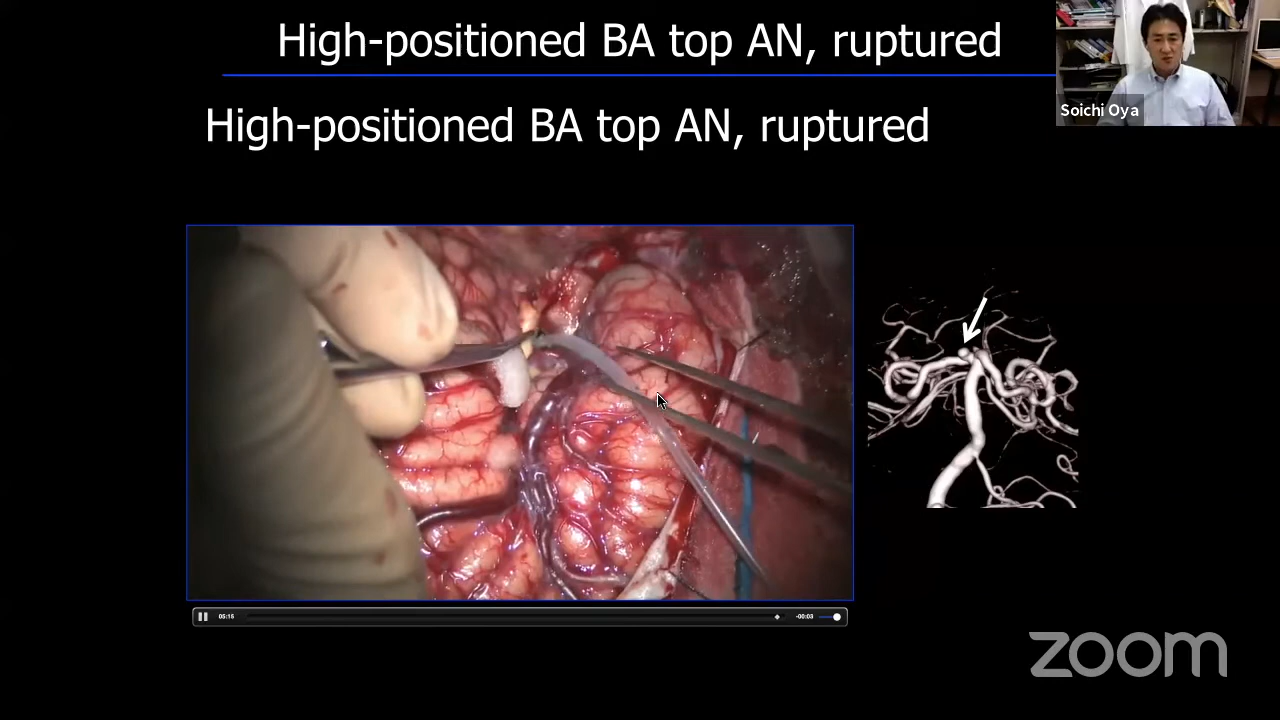 High-positioned BA top AN, ruptured
Soichi Oya
High-positioned BA top AN, ruptured
05:15
-00:03
zoom